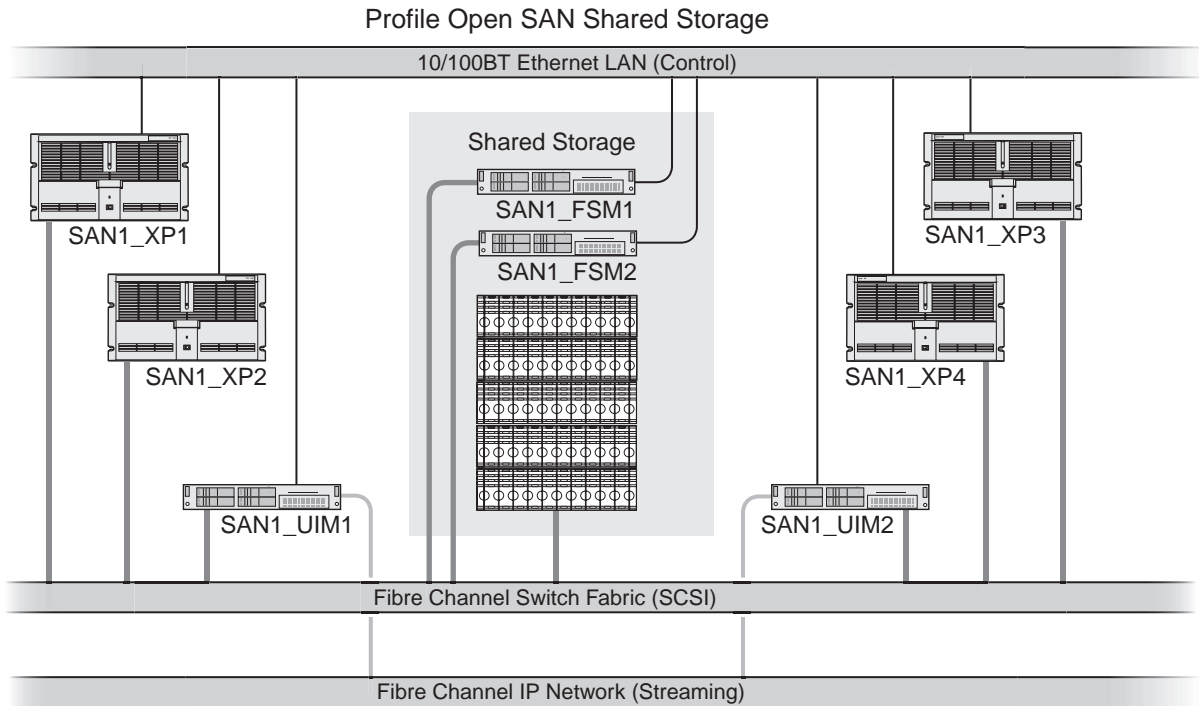 Profile Open SAN Shared Storage
10/100BT Ethernet LAN (Control)
Shared Storage
SAN1_FSM1
SAN1_XP1
SAN1_XP3
SAN1_FSM2
SAN1_XP2
SAN1_XP4
SAN1_UIM1
SAN1_UIM2
Fibre Channel Switch Fabric (SCSI)
Fibre Channel IP Network (Streaming)